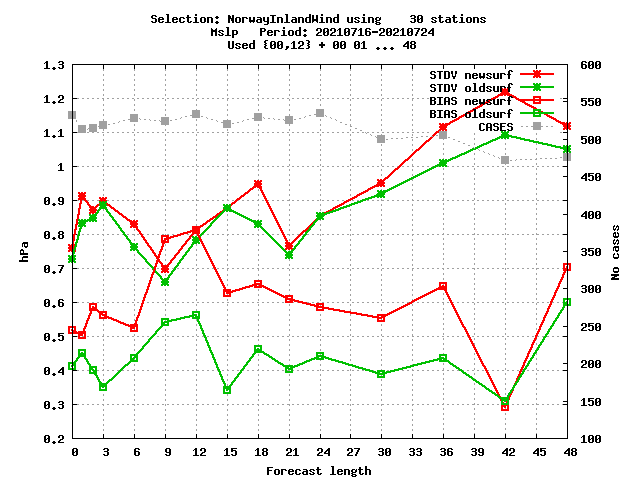 Selection: NorwayInlandWind using    30 stations
Mslp   Period: 20210716-20210724
Used {00,12} + 00 01 ... 48
STDV newsurf
STDV oldsurf
BIAS newsurf
BIAS oldsurf
CASES
1.3
1.2
1.1
1
0.9
0.8
0.7
0.6
0.5
0.4
0.3
0.2
hPa
600
550
500
450
400
350
300
250
200
150
100
No cases
0 3 6 9 12 15 18 21 24 27 30 33 36 39 42 45 48
Forecast length